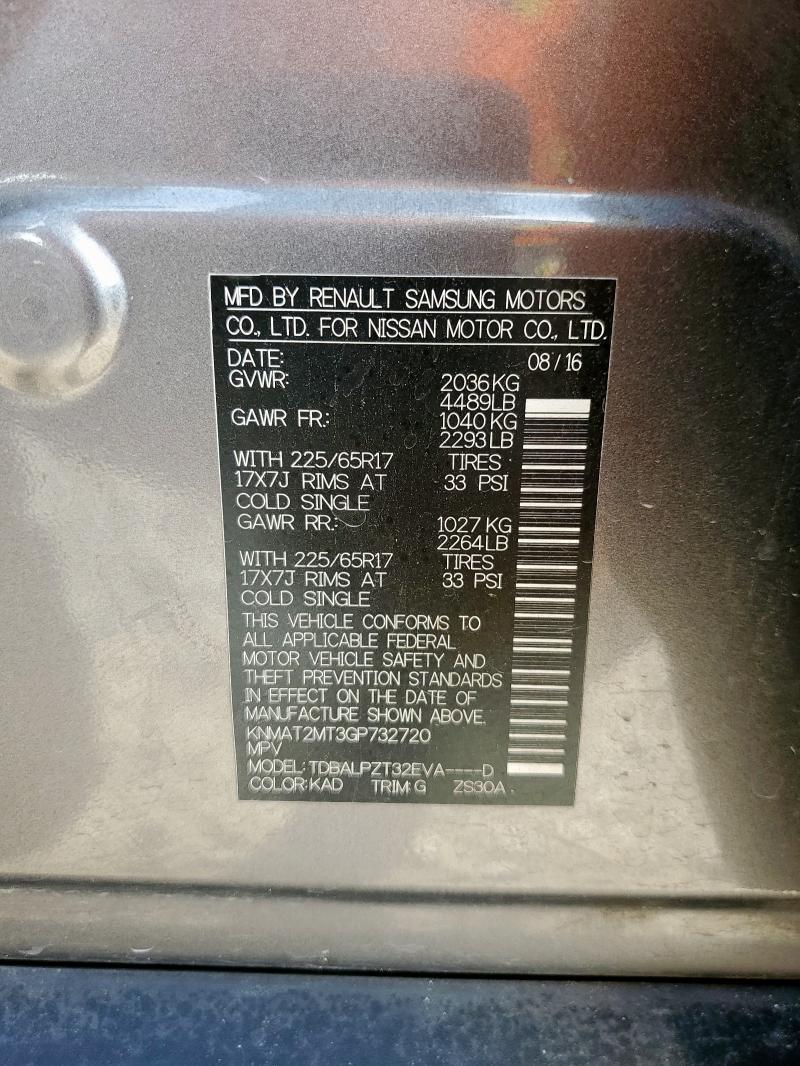 MFD BY RENAULT SAMSUNG MOTORS
CO., LTD. FOR NISSAN MOTOR CO., LTD.
DATE: 08/16
GVWR: 2036KG
4489LB
GAWR FR.: 1040 KG
2293LB
WITH 225/65R17 TIRES
17X7J RIMS AT 33 PSI
COLD SINGLE
GAWR RR.: 1027KG
2264LB
WITH 225/65R17 TIRES
17X7J RIMS AT 33 PSI
COLD SINGLE
THIS VEHICLE CONFORMS TO
ALL APPLICABLE FEDERAL
MOTOR VEHICLE SAFETY AND
THEFT PREVENTION STANDARDS
IN EFFECT ON THE DATE OF
MANUFACTURE SHOWN ABOVE.
KNMAT2MT3GP732720
MPV
MODEL:TDBALPZT32EVA----D
COLOR:KAD TRIM:G ZS30A